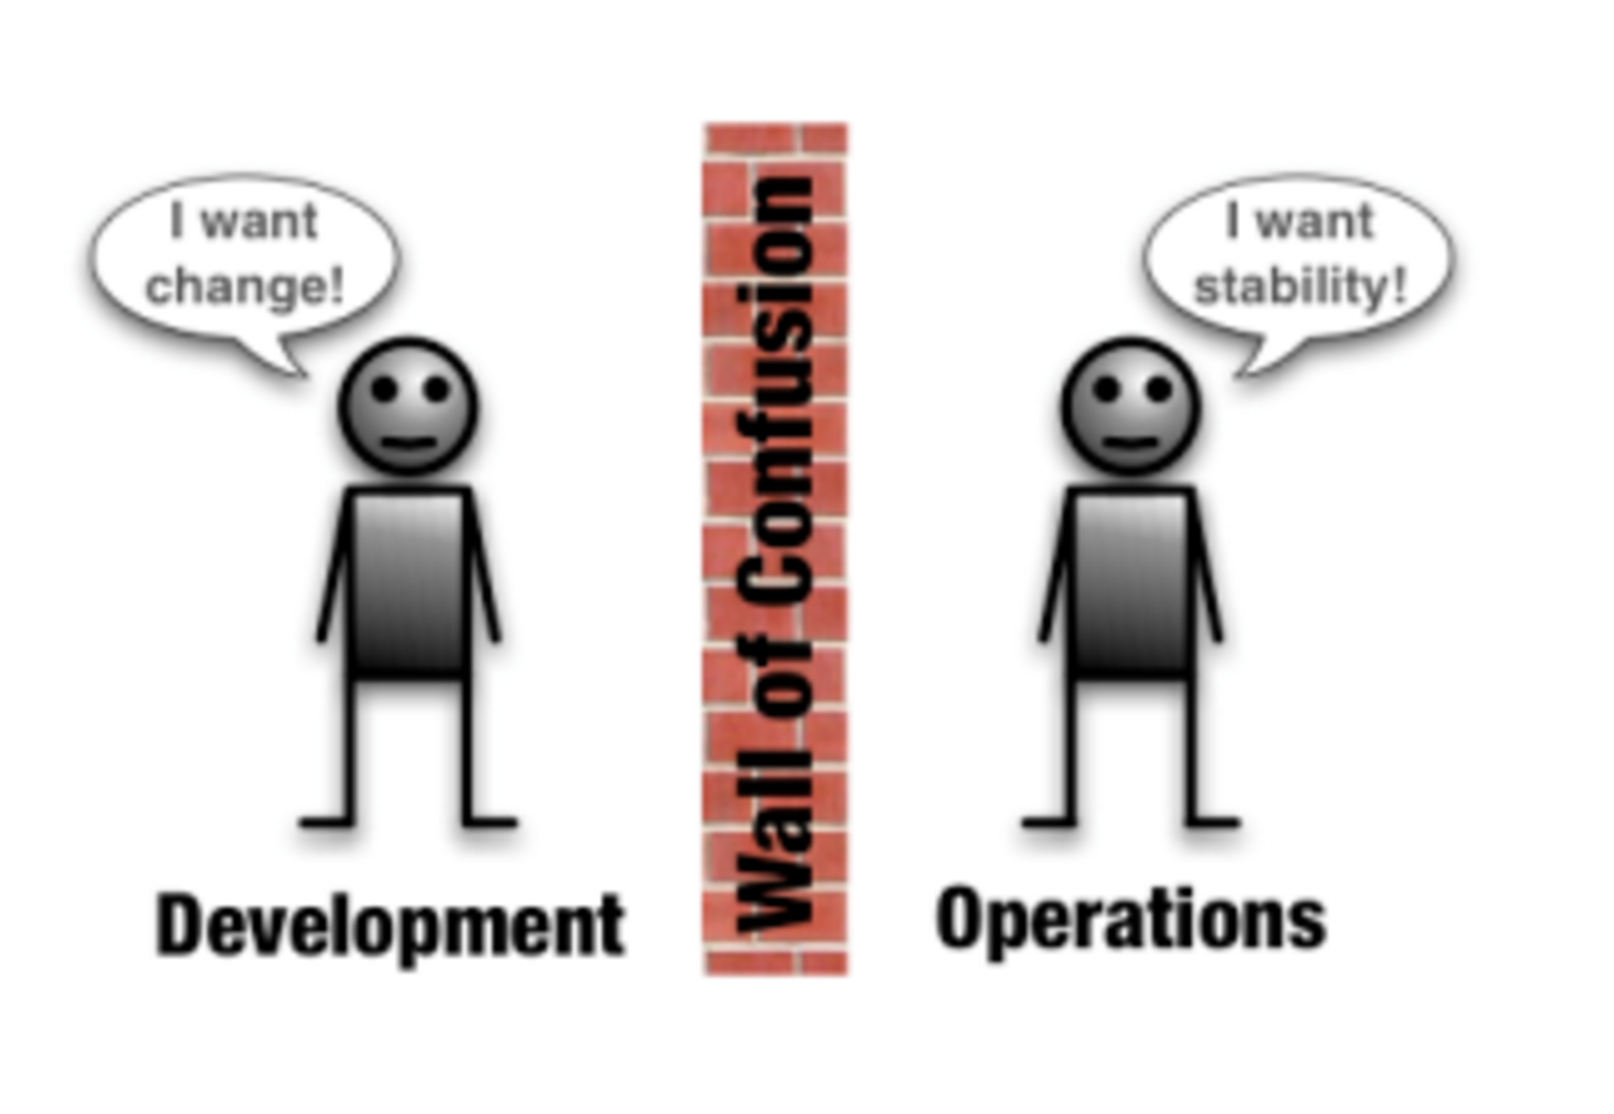 I want
change!
Wall of Confusion
I want
stability!
Development
Operations